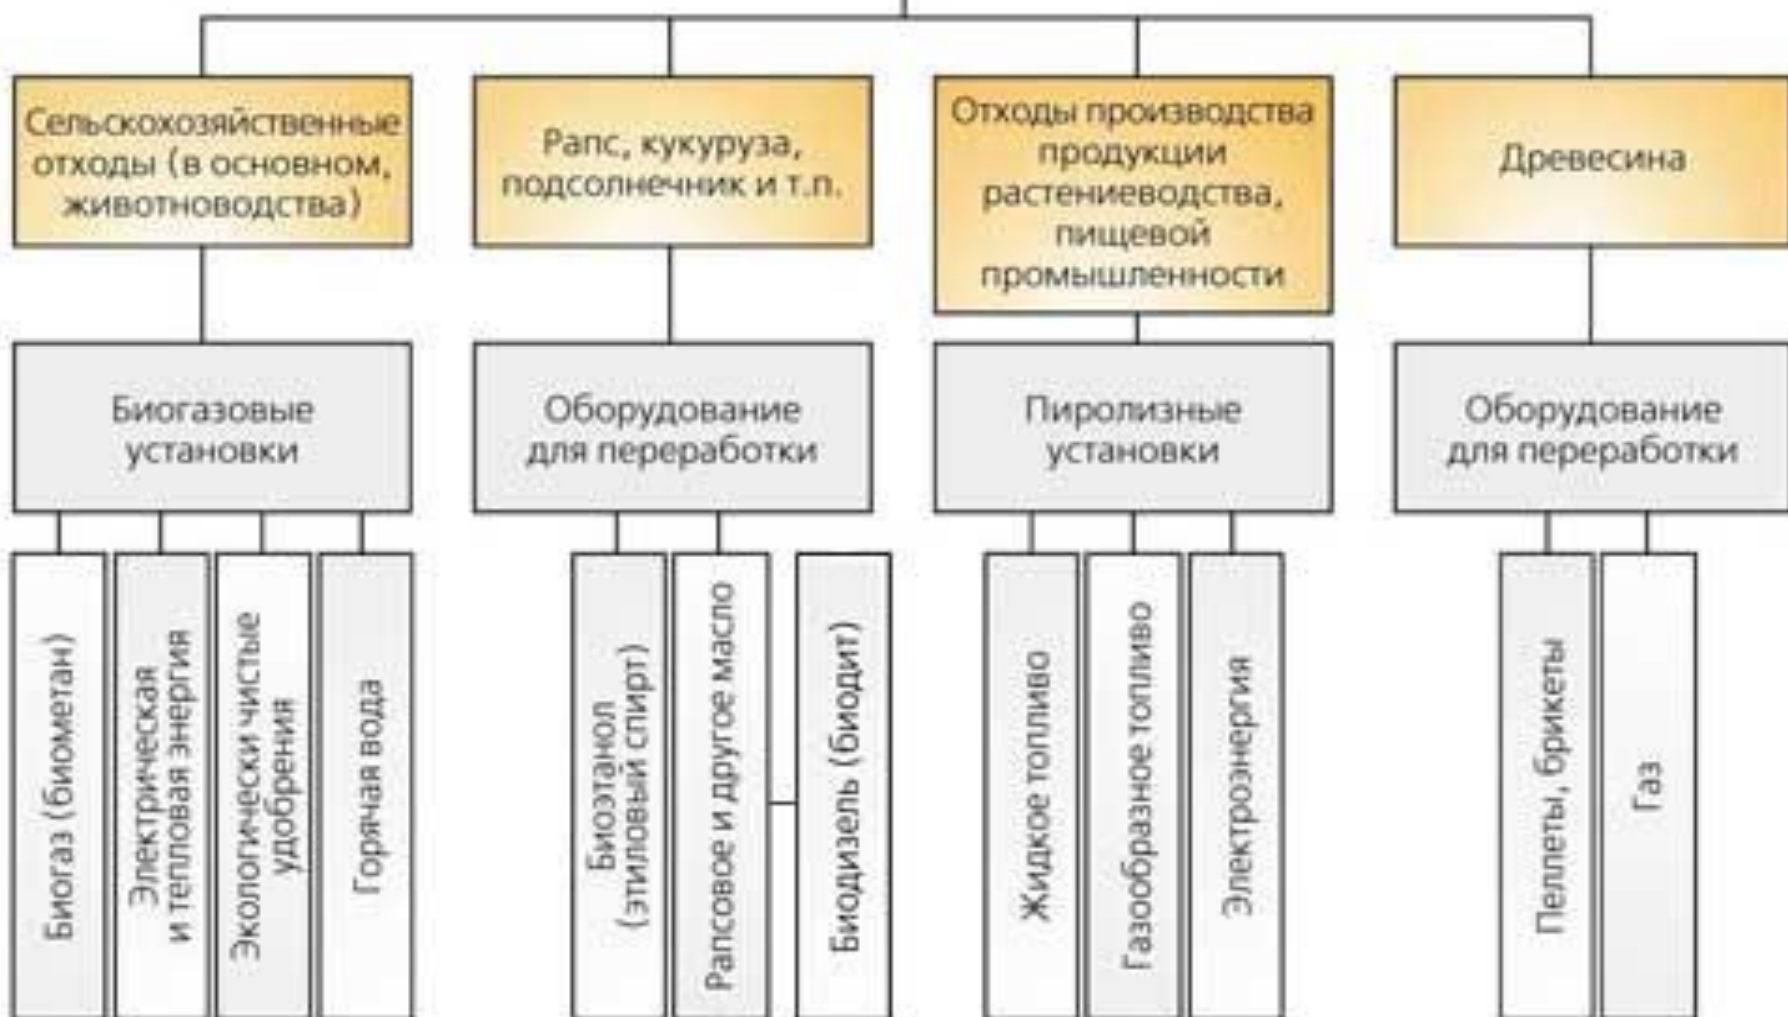 Сельскохозяйственные
отходы (в основном,
животноводства)
Рапс, кукуруза,
подсолнечник и т.п.
Отходы производства
продукции
растениеводства,
пищевой
промышленности
Древесина
Биогазовые
установки
Оборудование
для переработки
Пиролизные
установки
Оборудование
для переработки
Биогаз (биометан)
Электрическая
и тепловая энергия
Экологически чистые
удобрения
Горячая вода
Биоэтанол
(этиловый спирт)
Рапсовое и другое масло
Биодизель (биодит)
Жидкое топливо
Газообразное топливо
Электроэнергия
Пеллеты, брикеты
Газ